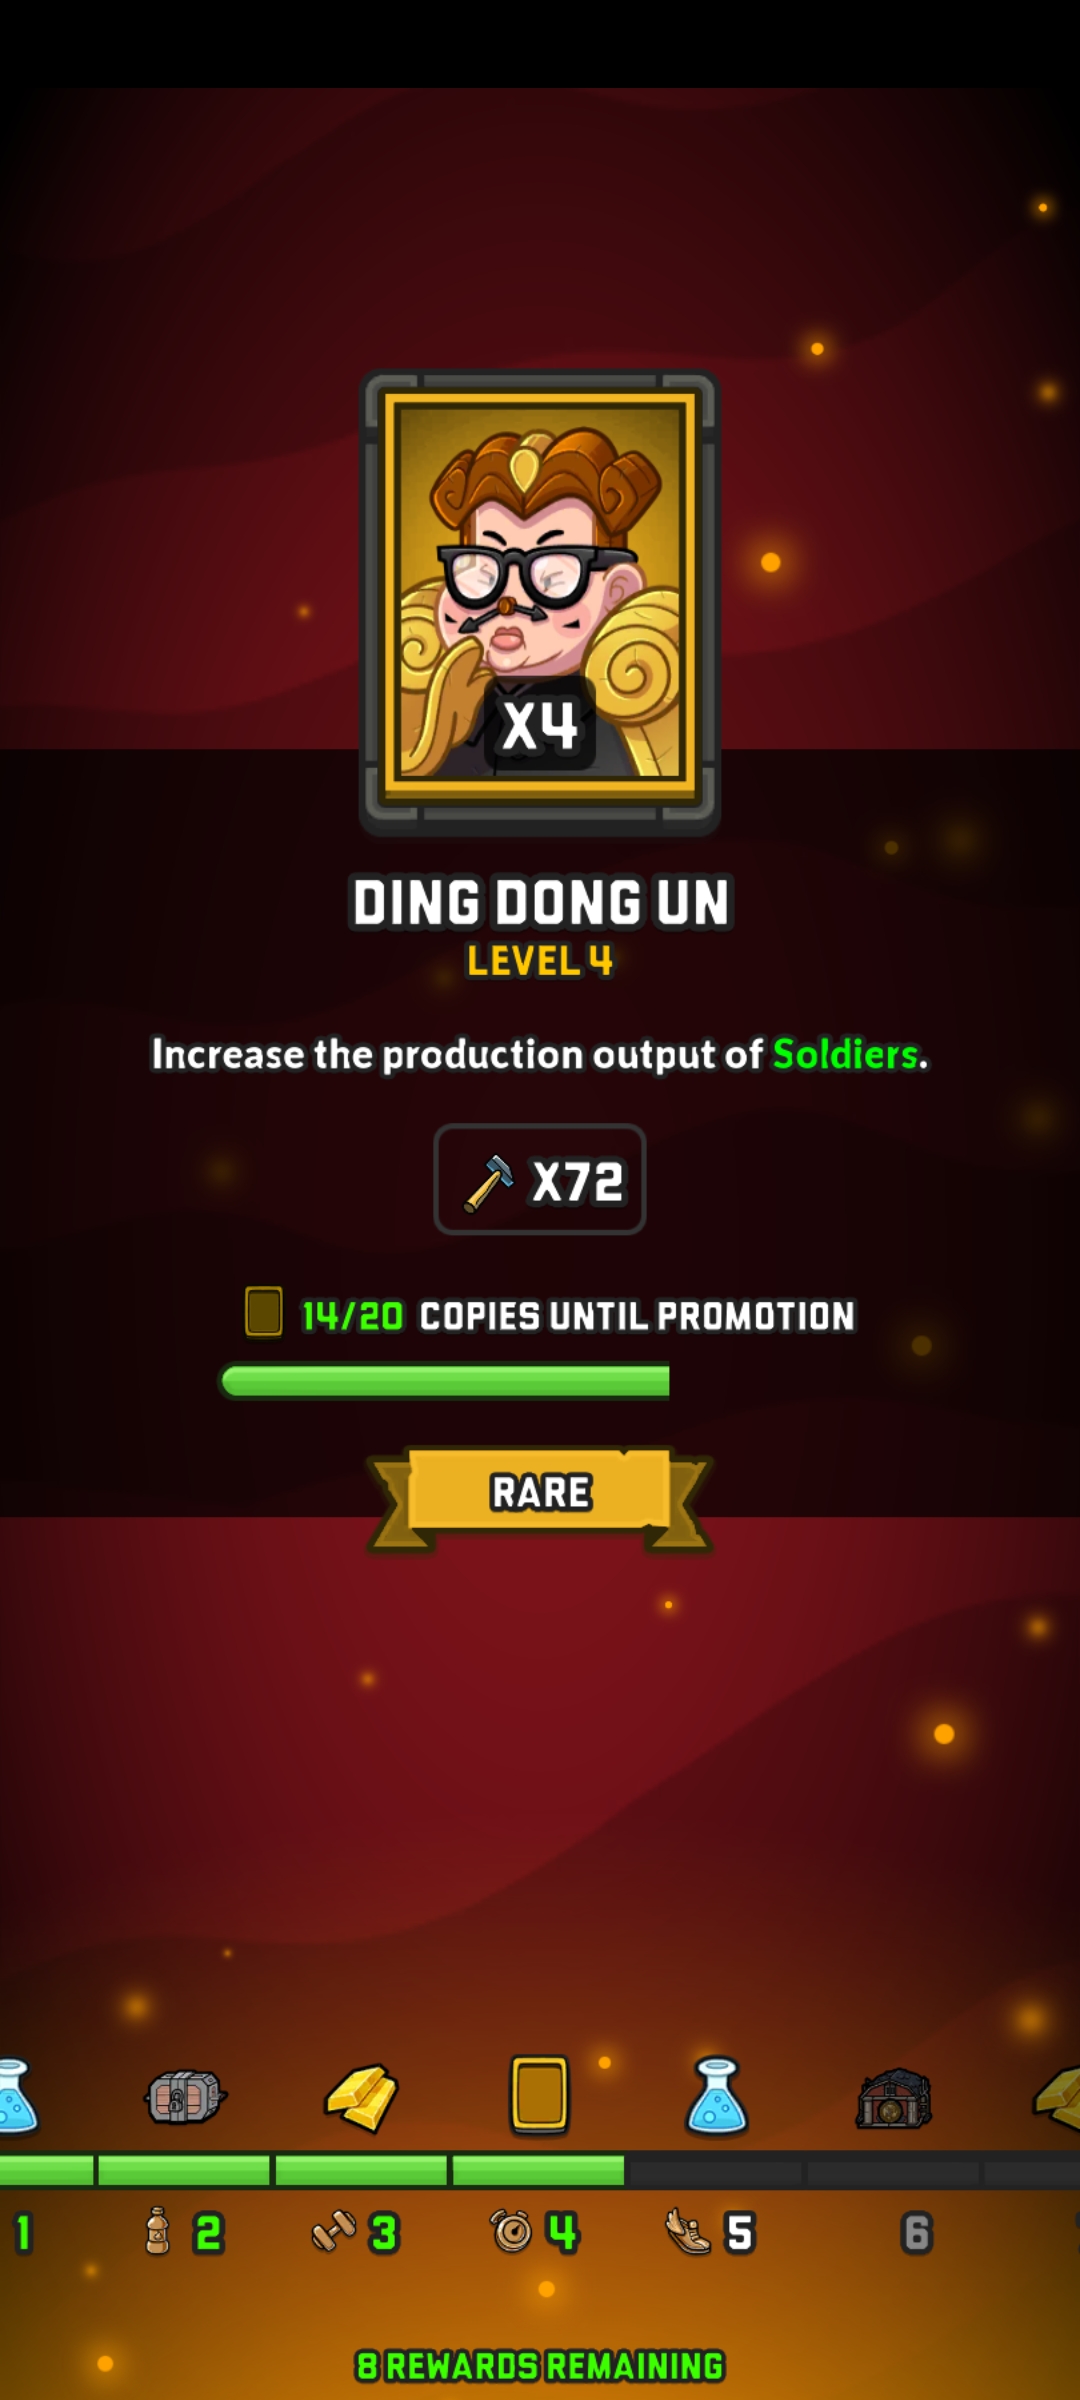 X4
DING DONG UN
LEVEL 4
Increase the production output of Soldiers.
X72
14/20 COPIES UNTIL PROMOTION
RARE
1 2 3 4 5 6
8 REWARDS REMAINING